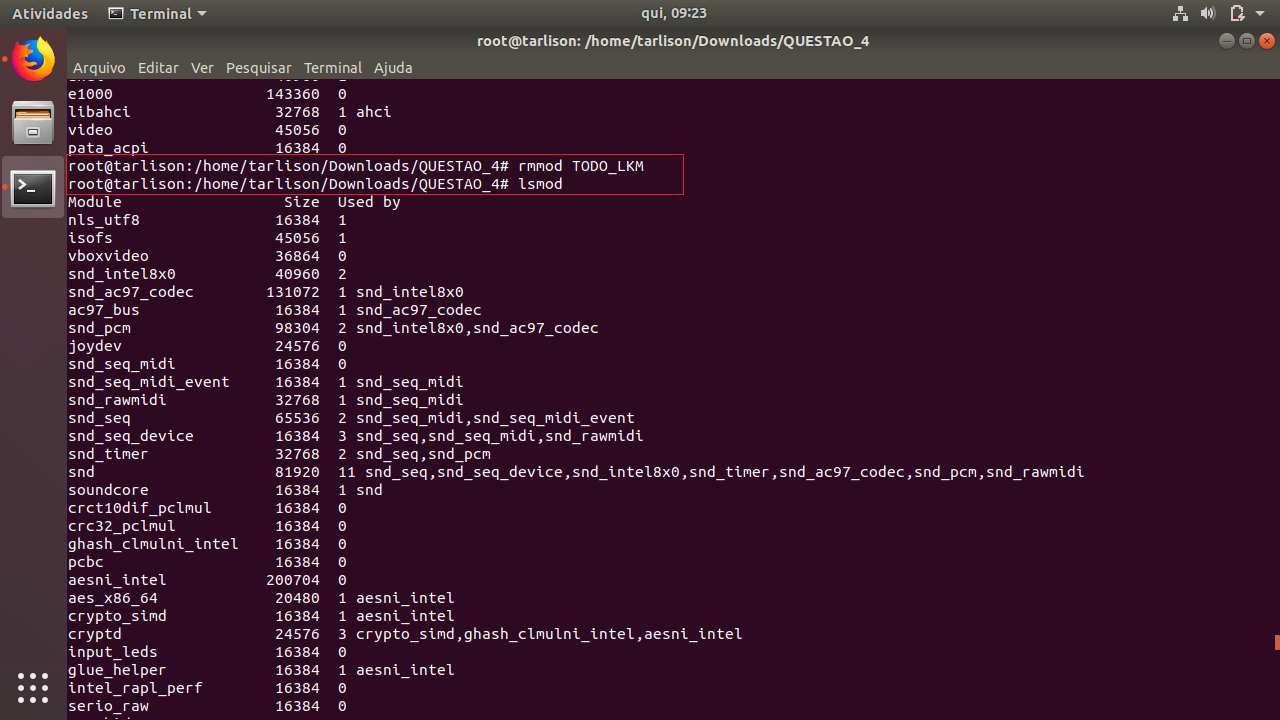 Atividades Terminal qui, 09:23
root@tarlison: /home/tarlison/Downloads/QUESTAO_4
Arquivo Editar Ver Pesquisar Terminal Ajuda
e1000 143360 0
libahci 32768 1 ahci
video 45056 0
pata_acpi 16384 0
root@tarlison:/home/tarlison/Downloads/QUESTAO_4# rmmod TODO_LKM
root@tarlison:/home/tarlison/Downloads/QUESTAO_4# lsmod
Module Size Used by
nls_utf8 16384 1
isofs 45056 1
vboxvideo 36864 0
snd_intel8x0 40960 2
snd_ac97_codec 131072 1 snd_intel8x0
ac97_bus 16384 1 snd_ac97_codec
snd_pcm 98304 2 snd_intel8x0,snd_ac97_codec
joydev 24576 0
snd_seq_midi 16384 0
snd_seq_midi_event 16384 1 snd_seq_midi
snd_rawmidi 32768 1 snd_seq_midi
snd_seq 65536 2 snd_seq_midi,snd_seq_midi_event
snd_seq_device 16384 3 snd_seq,snd_seq_midi,snd_rawmidi
snd_timer 32768 2 snd_seq,snd_pcm
snd 81920 11 snd_seq,snd_seq_device,snd_intel8x0,snd_timer,snd_ac97_codec,snd_pcm,snd_rawmidi
soundcore 16384 1 snd
crct10dif_pclmul 16384 0
crc32_pclmul 16384 0
ghash_clmulni_intel 16384 0
pcbc 16384 0
aesni_intel 200704 0
aes_x86_64 20480 1 aesni_intel
crypto_simd 16384 1 aesni_intel
cryptd 24576 3 crypto_simd,ghash_clmulni_intel,aesni_intel
input_leds 16384 0
glue_helper 16384 1 aesni_intel
intel_rapl_perf 16384 0
serio_raw 16384 0